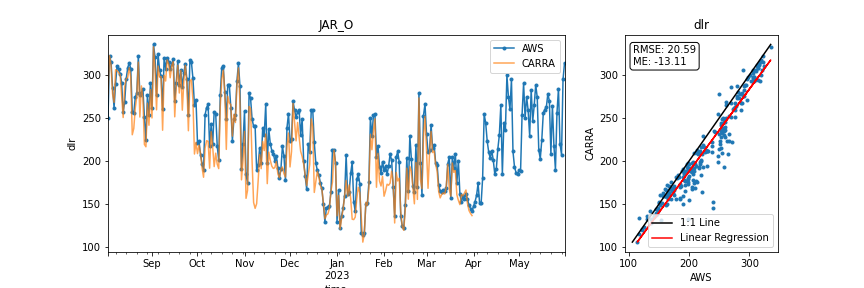 JAR_O
dlr
300
250
200
150
100
AWS
CARRA
Sep
Oct
Nov
Dec
Jan
2023
Feb
Mar
Apr
May
time
dlr
CARRA
300
250
200
150
100
RMSE: 20.59
ME: -13.11
1:1 Line
Linear Regression
100
200
300
AWS